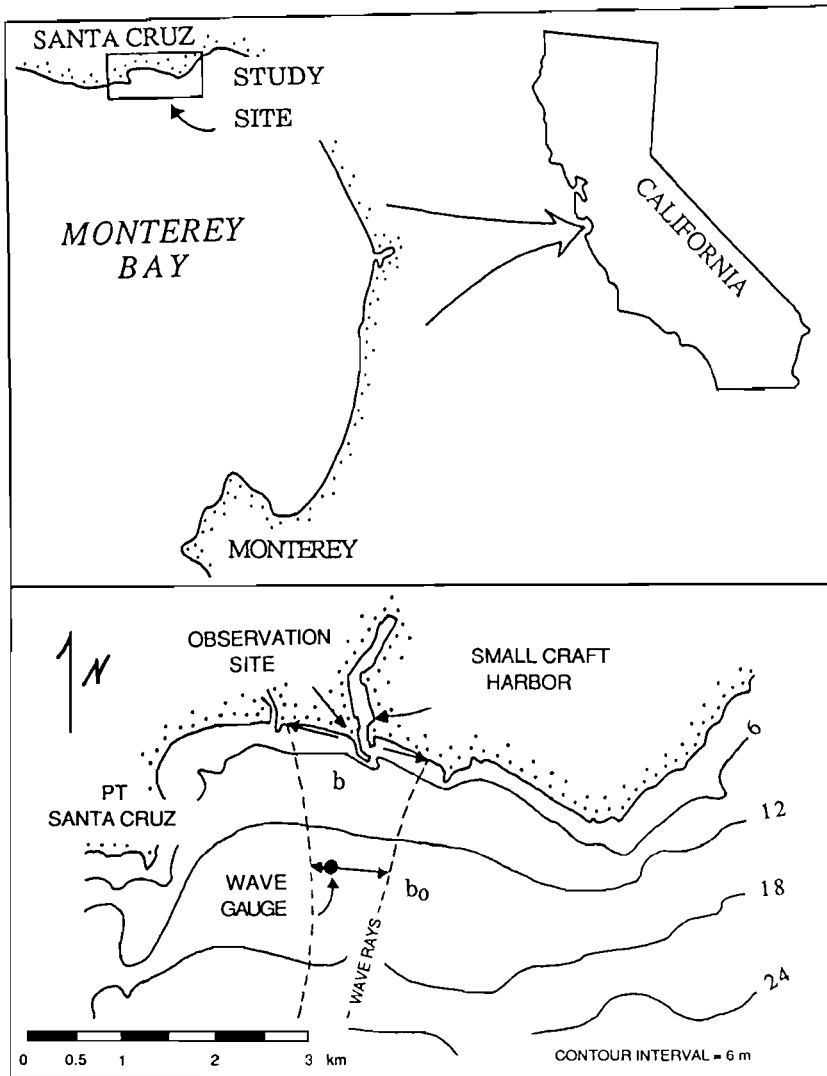 SANTA CRUZ
STUDY
SITE
MONTEREY
BAY
CALIFORNIA
MONTEREY
N
OBSERVATION
SITE
SMALL CRAFT
HARBOR
b
6
PT
SANTA CRUZ
12
WAVE
GAUGE
b₀
18
WAVE RAYS
24
0 0.5 1 2 3 km
CONTOUR INTERVAL = 6 m